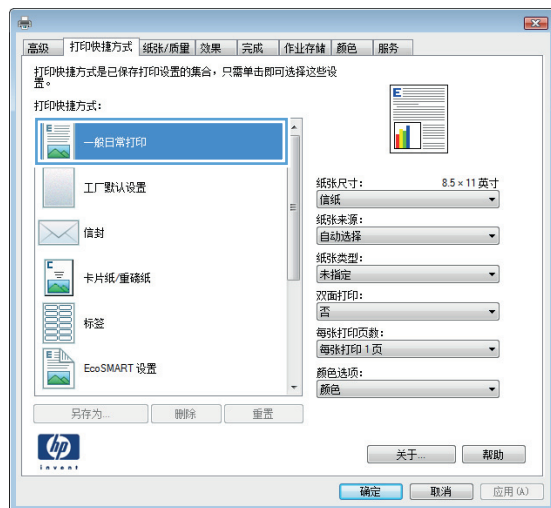 高级 打印快捷方式 纸张/质量 效果 完成 作业存储 颜色 服务
打印快捷方式是已保存打印设置的集合，只需单击即可选择这些设
置。
打印快捷方式：
E
一般日常打印
工厂默认设置
信封
C
卡片纸/重磅纸
标签
E
EcoSMART 设置
另存为... 删除 重置
E
纸张尺寸： 8.5 × 11 英寸
信纸
纸张来源：
自动选择
纸张类型：
未指定
双面打印：
否
每张打印页数：
每张打印 1 页
颜色选项：
颜色
hp
invent
关于... 帮助
确定 取消 应用 (A)